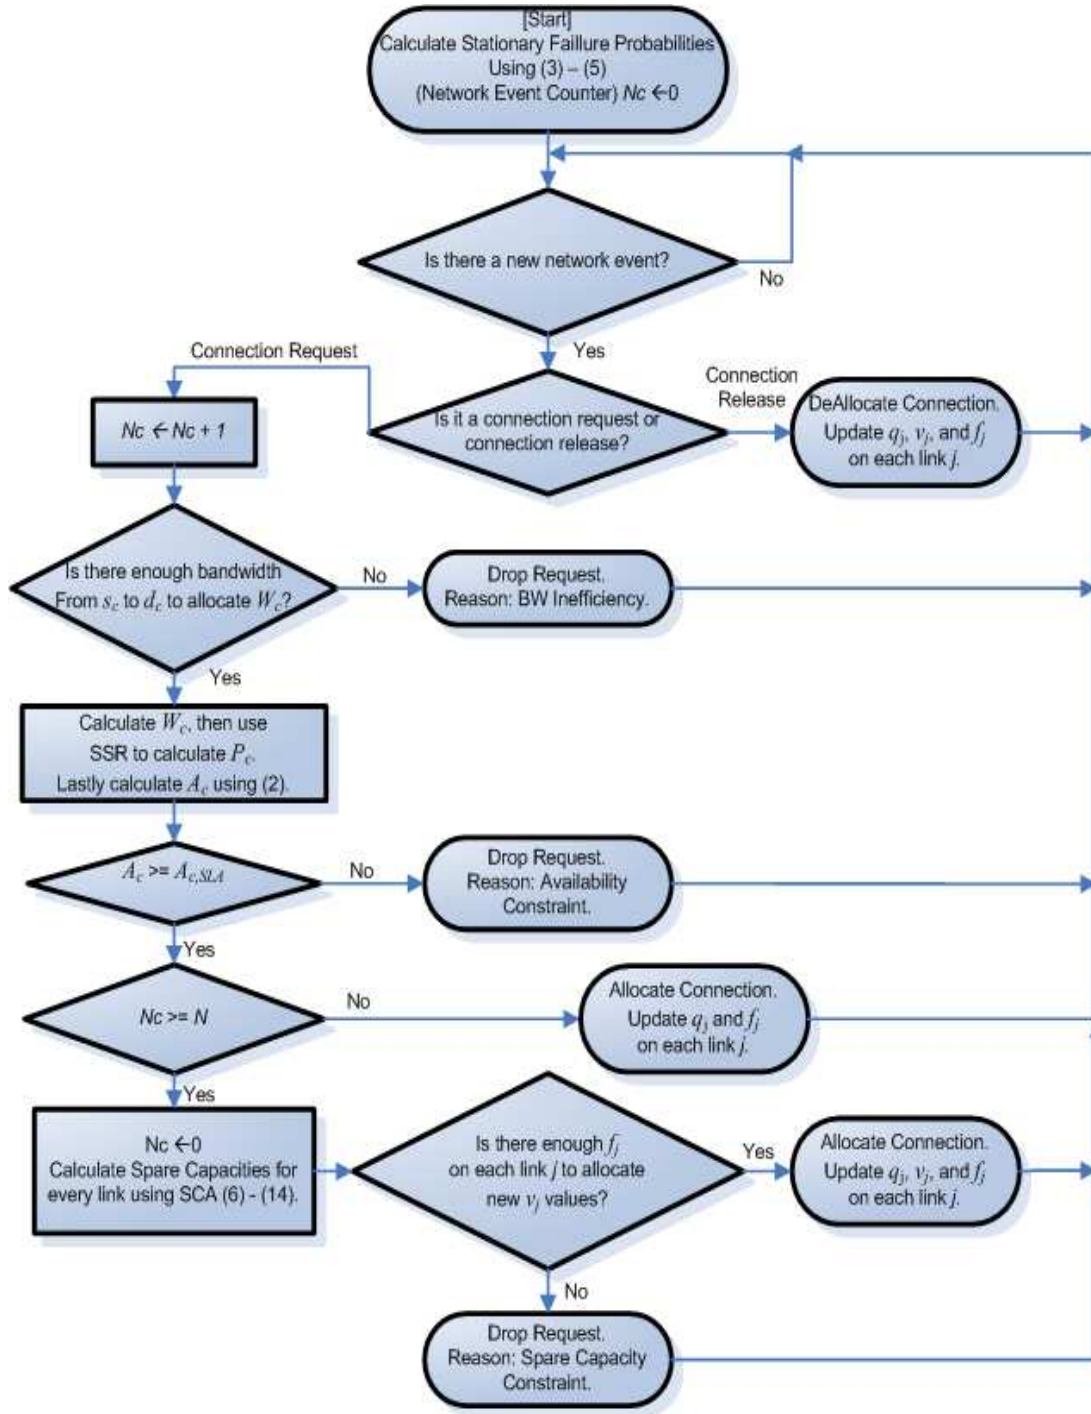 [Start]
Calculate Stationary Faillure Probabilities
Using (3) – (5)
(Network Event Counter) Nc ←0
Is there a new network event?
No
Yes
Connection Request
Is it a connection request or
connection release?
Connection
Release
DeAllocate Connection.
Update qj, vj, and fj
on each link j.
Nc ← Nc + 1
Is there enough bandwidth
From sc to dc to allocate Wc?
No
Drop Request.
Reason: BW Inefficiency.
Yes
Calculate Wc, then use
SSR to calculate Pc.
Lastly calculate Ac using (2).
Ac >= Ac,SLA
No
Drop Request.
Reason: Availability
Constraint.
Yes
Nc >= N
No
Allocate Connection.
Update qj and fj
on each link j.
Yes
Nc ←0
Calculate Spare Capacities for
every link using SCA (6) - (14).
Is there enough fj
on each link j to allocate
new vj values?
Yes
Allocate Connection.
Update qj, vj, and fj
on each link j.
No
Drop Request.
Reason: Spare Capacity
Constraint.